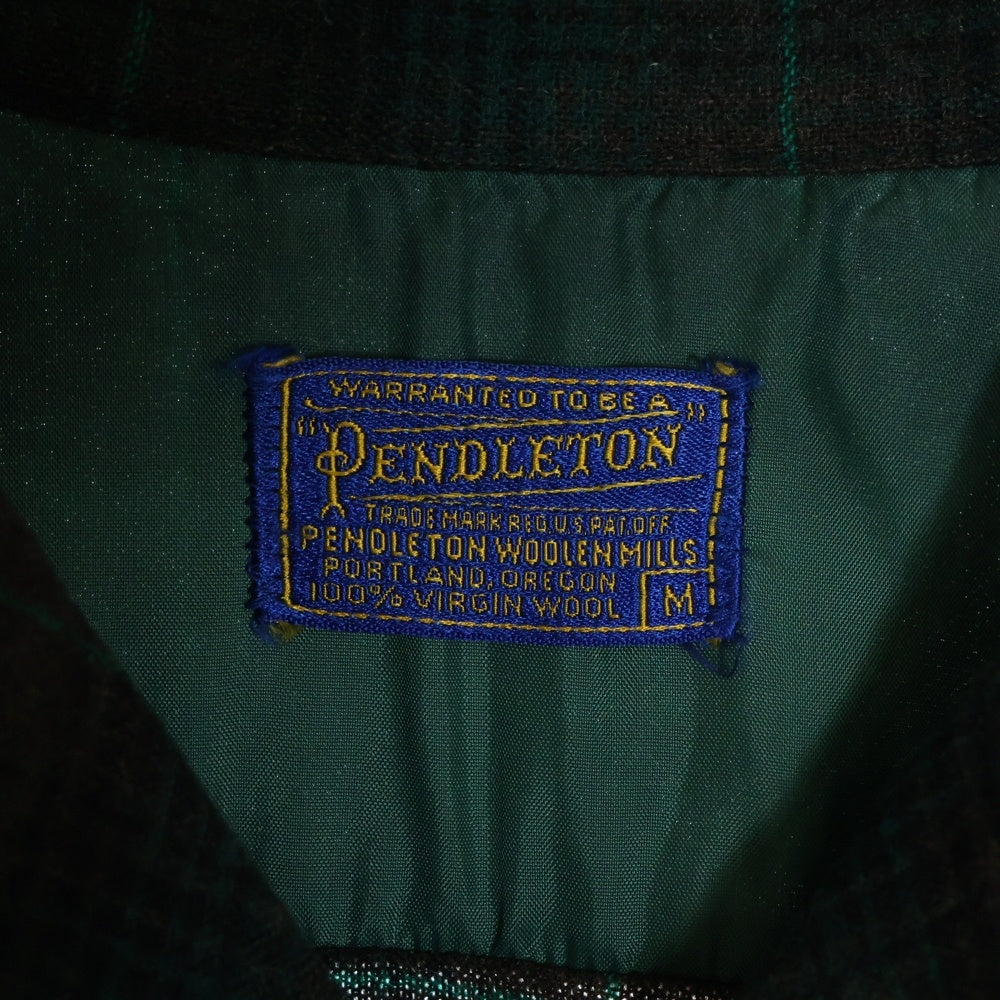 WARRANTED TO BE A
"PENDLETON"
TRADE MARK REG U.S. PAT. OFF.
PENDLETON WOOLEN MILLS
PORTLAND, OREGON
100% VIRGIN WOOL
M